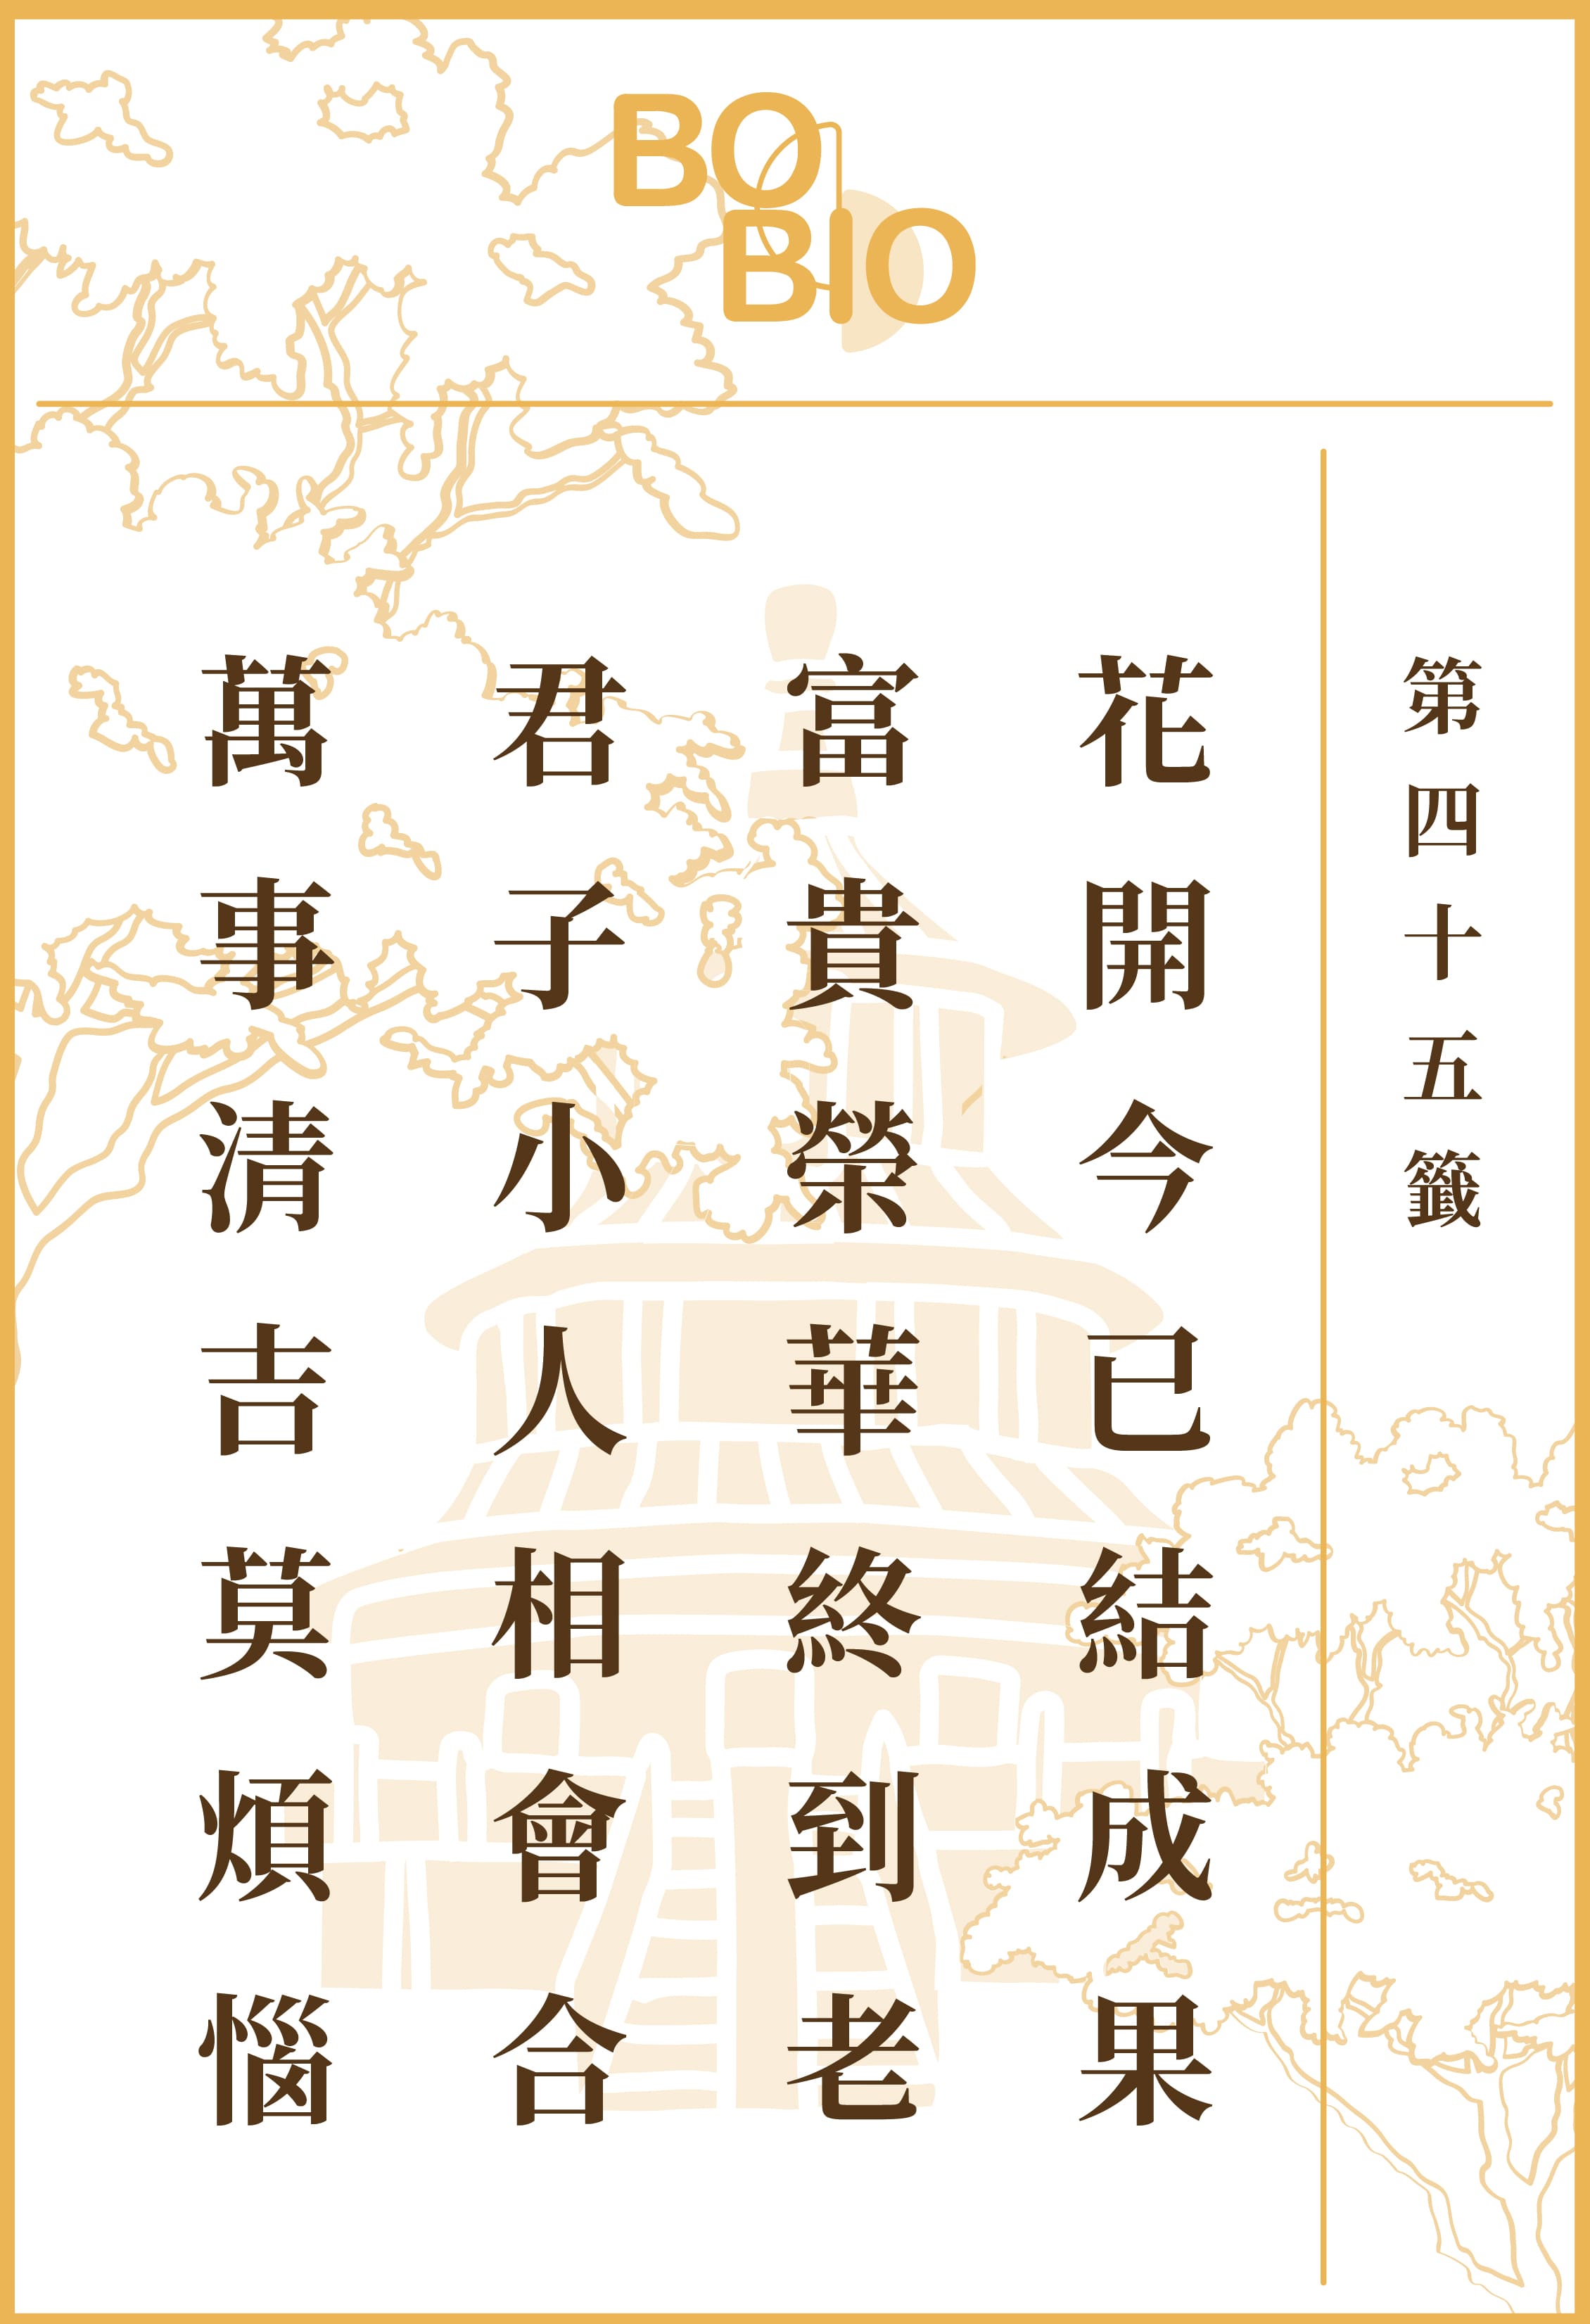 BO
BIO
第四十五籤
花開今已結成果
富貴榮華終到老
君子小人相會合
萬事清吉莫煩惱